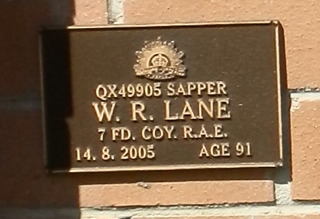 QX49905 SAPPER
W. R. LANE
7 FD. COY. R.A.E.
14. 8. 2005 AGE 91